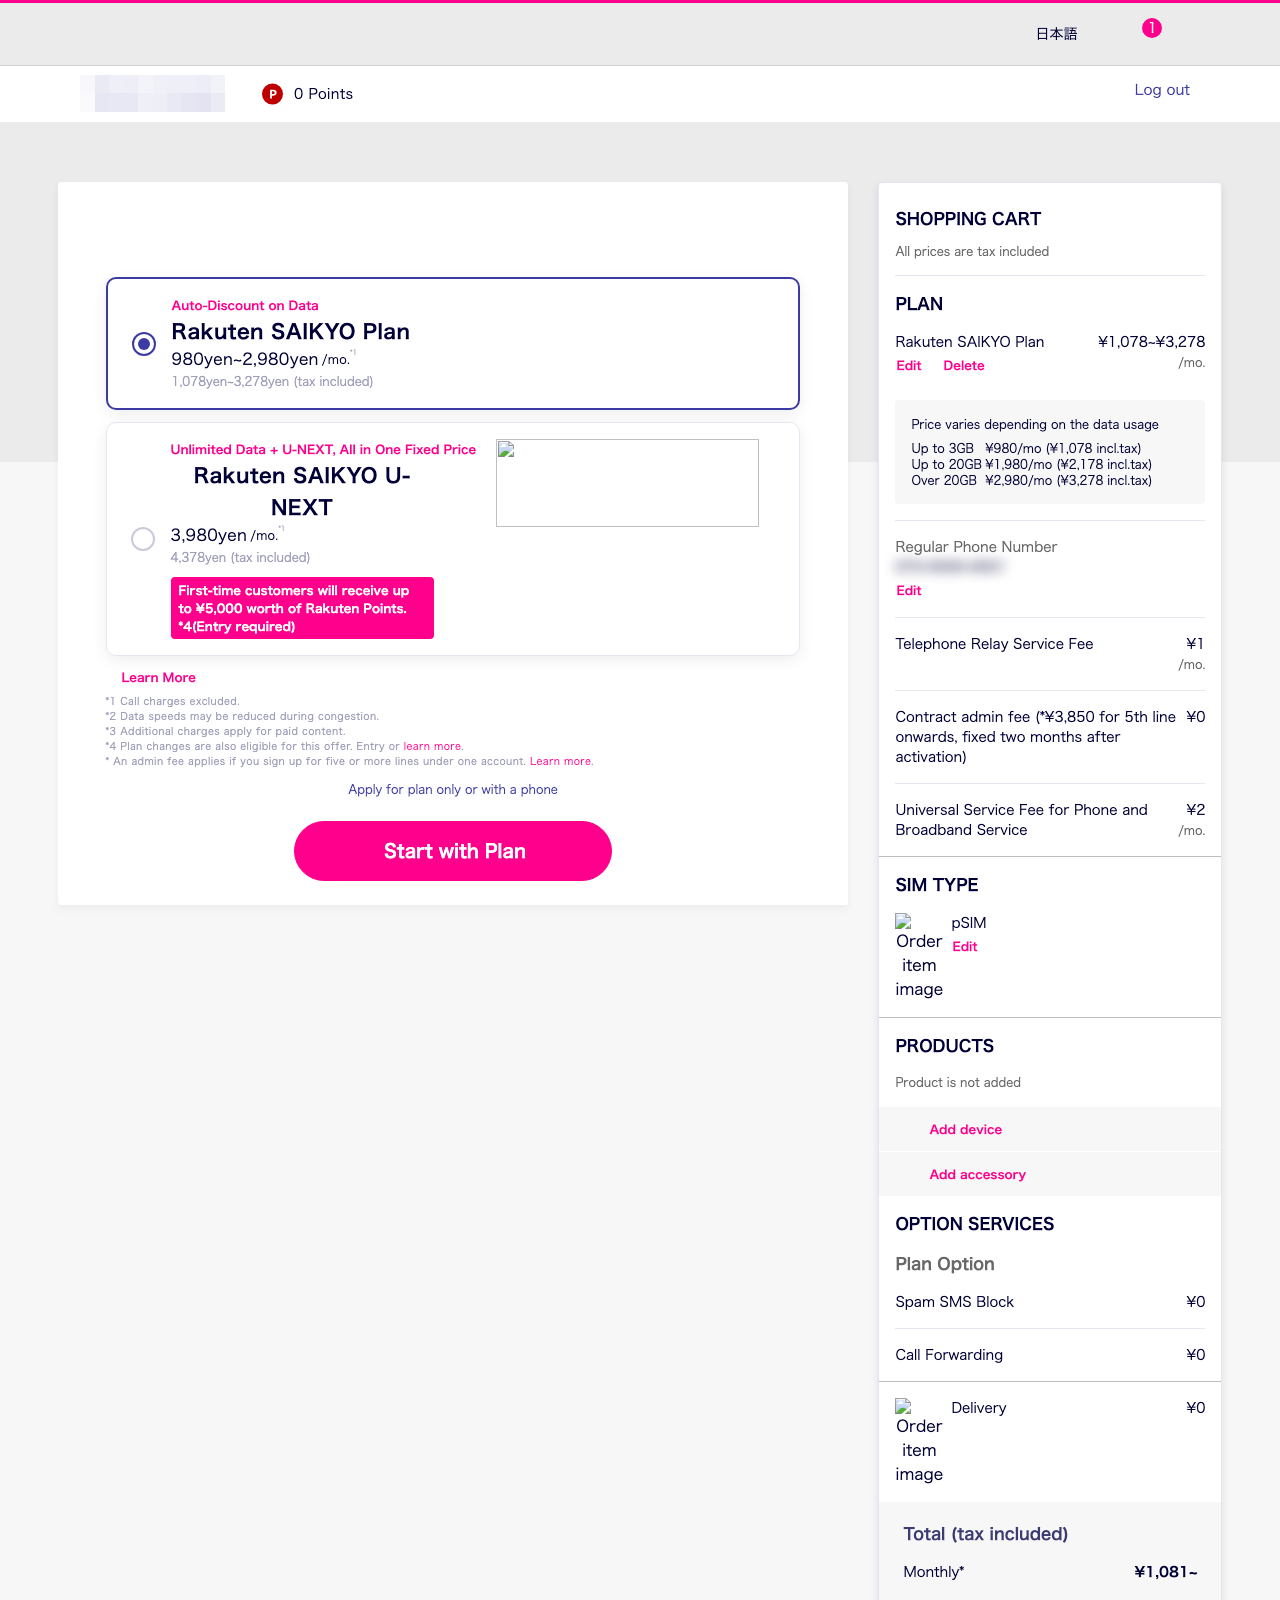 日本語
1
P 0 Points
Log out
Auto-Discount on Data
Rakuten SAIKYO Plan
980yen~2,980yen /mo.*1
1,078yen~3,278yen (tax included)
Unlimited Data + U-NEXT, All in One Fixed Price
Rakuten SAIKYO U-
NEXT
3,980yen /mo.*1
4,378yen (tax included)
First-time customers will receive up
to ¥5,000 worth of Rakuten Points.
*4(Entry required)
Learn More
*1 Call charges excluded.
*2 Data speeds may be reduced during congestion.
*3 Additional charges apply for paid content.
*4 Plan changes are also eligible for this offer. Entry or learn more.
* An admin fee applies if you sign up for five or more lines under one account. Learn more.
Apply for plan only or with a phone
Start with Plan
SHOPPING CART
All prices are tax included
PLAN
Rakuten SAIKYO Plan ¥1,078~¥3,278
/mo.
Edit Delete
Price varies depending on the data usage
Up to 3GB ¥980/mo (¥1,078 incl.tax)
Up to 20GB ¥1,980/mo (¥2,178 incl.tax)
Over 20GB ¥2,980/mo (¥3,278 incl.tax)
Regular Phone Number
Edit
Telephone Relay Service Fee ¥1
/mo.
Contract admin fee (*¥3,850 for 5th line ¥0
onwards, fixed two months after
activation)
Universal Service Fee for Phone and ¥2
Broadband Service /mo.
SIM TYPE
Order item image
pSIM
Edit
PRODUCTS
Product is not added
Add device
Add accessory
OPTION SERVICES
Plan Option
Spam SMS Block ¥0
Call Forwarding ¥0
Order item image
Delivery ¥0
Total (tax included)
Monthly* ¥1,081~